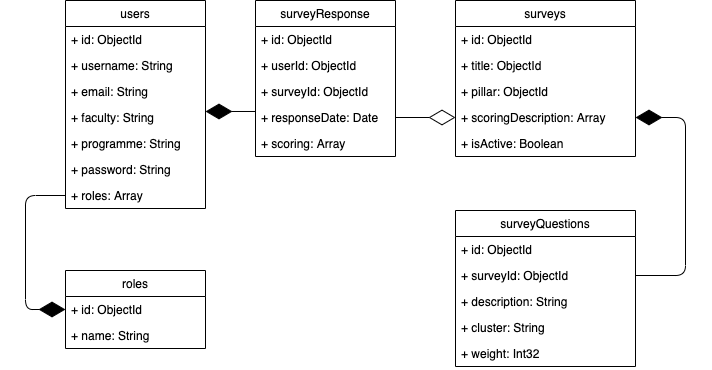 users
+ id: ObjectId
+ username: String
+ email: String
+ faculty: String
+ programme: String
+ password: String
+ roles: Array
surveyResponse
+ id: ObjectId
+ userId: ObjectId
+ surveyId: ObjectId
+ responseDate: Date
+ scoring: Array
surveys
+ id: ObjectId
+ title: ObjectId
+ pillar: ObjectId
+ scoringDescription: Array
+ isActive: Boolean
roles
+ id: ObjectId
+ name: String
surveyQuestions
+ id: ObjectId
+ surveyId: ObjectId
+ description: String
+ cluster: String
+ weight: Int32